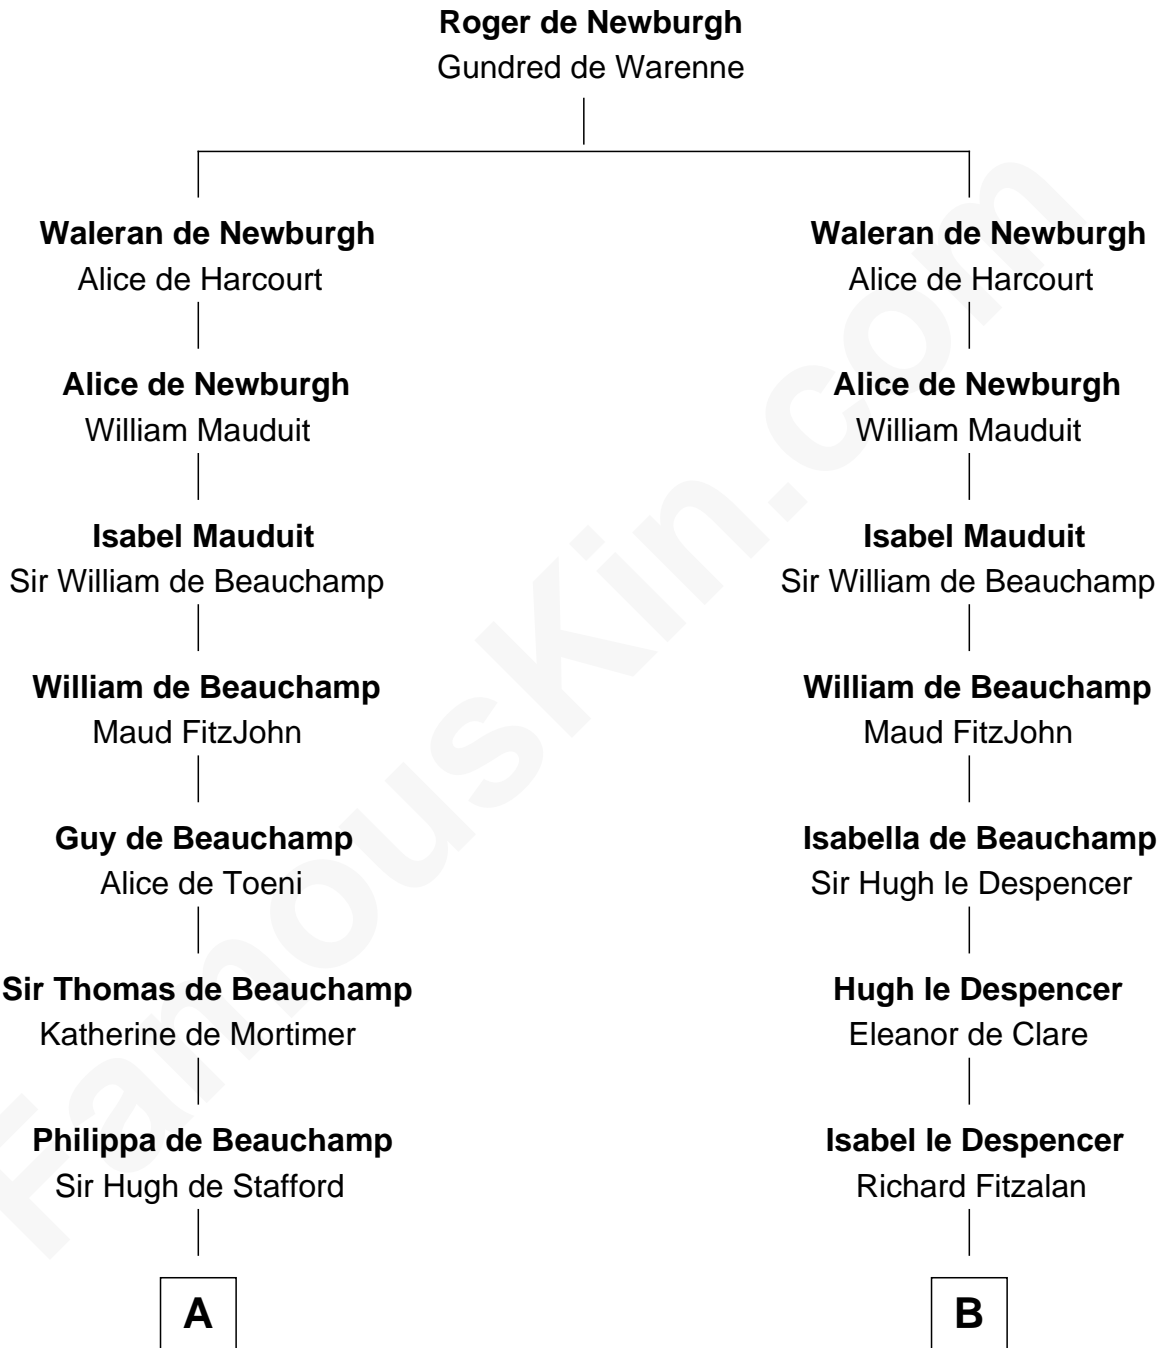 Roger de Newburgh
Gundred de Warenne
Waleran de Newburgh
Alice de Harcourt
Alice de Newburgh
William Mauduit
Isabel Mauduit
Sir William de Beauchamp
William de Beauchamp
Maud FitzJohn
Guy de Beauchamp
Alice de Toeni
Sir Thomas de Beauchamp
Katherine de Mortimer
Philippa de Beauchamp
Sir Hugh de Stafford
A
Waleran de Newburgh
Alice de Harcourt
Alice de Newburgh
William Mauduit
Isabel Mauduit
Sir William de Beauchamp
William de Beauchamp
Maud FitzJohn
Isabella de Beauchamp
Sir Hugh le Despencer
Hugh le Despencer
Eleanor de Clare
Isabel le Despencer
Richard Fitzalan
B
FamousKin.com